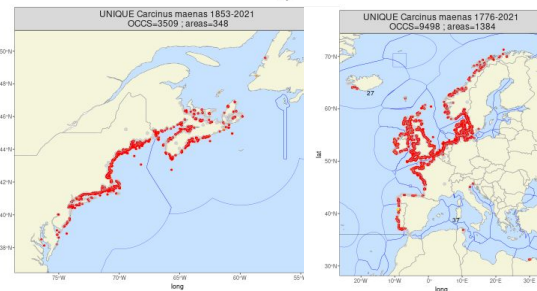 UNIQUE Carcinus maenas 1853-2021
OCCS=3509 ; areas=348
50°N
48°N
46°N
44°N
42°N
40°N
38°N
75°W
70°W
65°W
60°W
55°W
long
UNIQUE Carcinus maenas 1776-2021
OCCS=9498 ; areas=1384
70°N
60°N
50°N
40°N
30°N
lat
27
37
20°W
10°W
0°
10°E
20°E
30°E
long